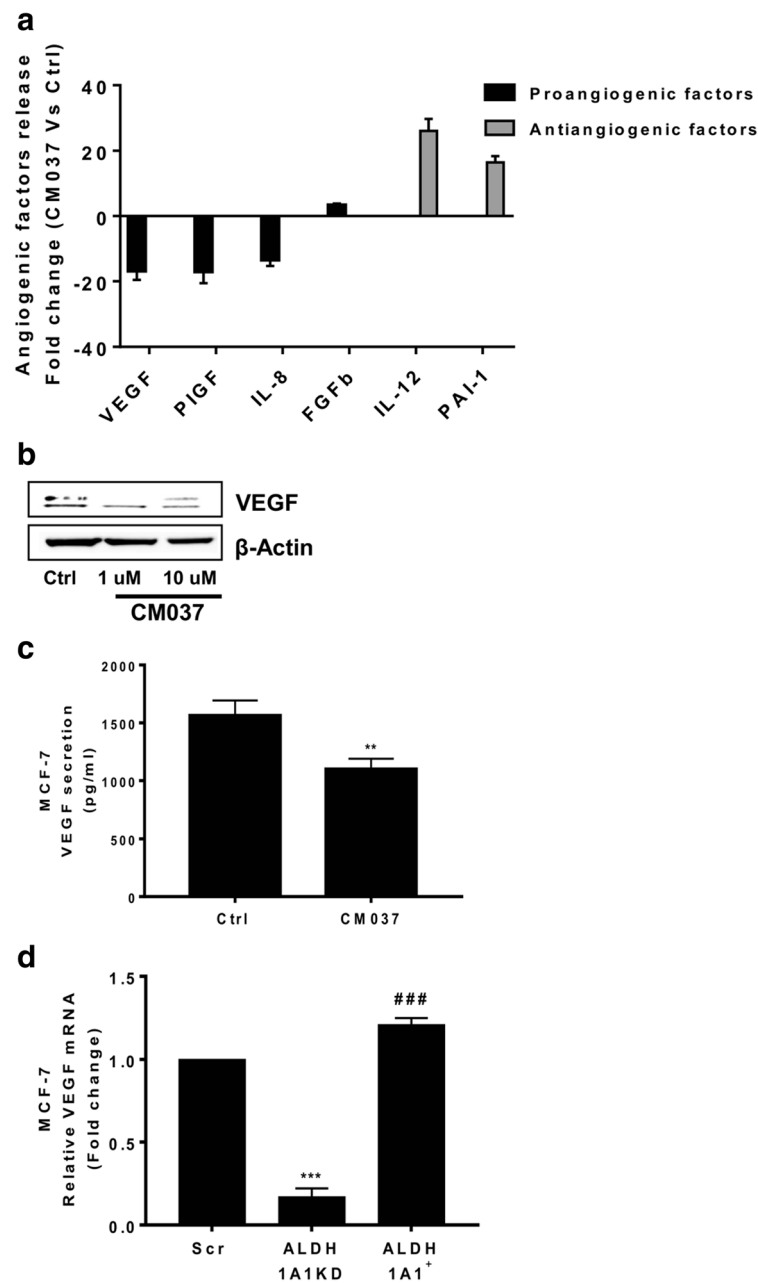 a
Angiogenic factors release
Fold change (CM037 Vs Ctrl)
40
20
0
-20
-40
VEGF
PlGF
IL-8
FGFb
IL-12
PAI-1
Proangiogenic factors
Antiangiogenic factors
b
VEGF
β-Actin
Ctrl 1 uM 10 uM
CM037
c
MCF-7
VEGF secretion
(pg/ml)
2000
1500
1000
500
0
**
Ctrl
CM037
d
MCF-7
Relative VEGF mRNA
(Fold change)
1.5
1.0
0.5
0.0
***
###
Scr
ALDH
1A1KD
ALDH
1A1+